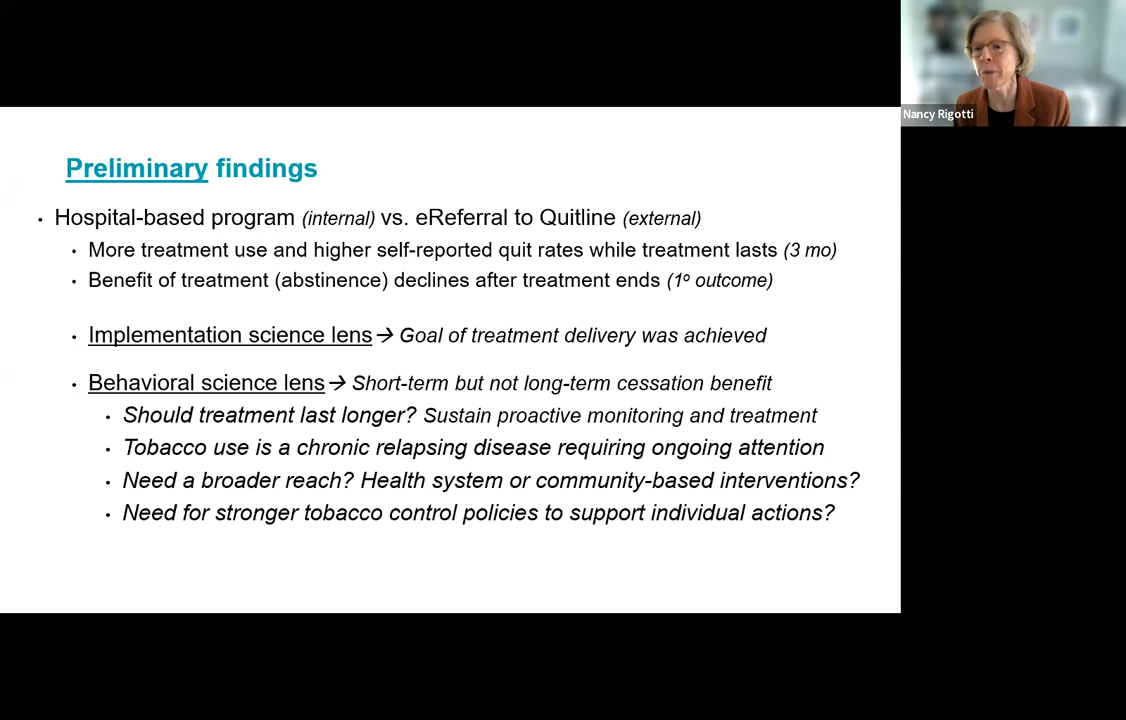 Nancy Rigotti
Preliminary findings
• Hospital-based program (internal) vs. eReferral to Quitline (external)
• More treatment use and higher self-reported quit rates while treatment lasts (3 mo)
• Benefit of treatment (abstinence) declines after treatment ends (1º outcome)
• Implementation science lens → Goal of treatment delivery was achieved
• Behavioral science lens → Short-term but not long-term cessation benefit
• Should treatment last longer? Sustain proactive monitoring and treatment
• Tobacco use is a chronic relapsing disease requiring ongoing attention
• Need a broader reach? Health system or community-based interventions?
• Need for stronger tobacco control policies to support individual actions?